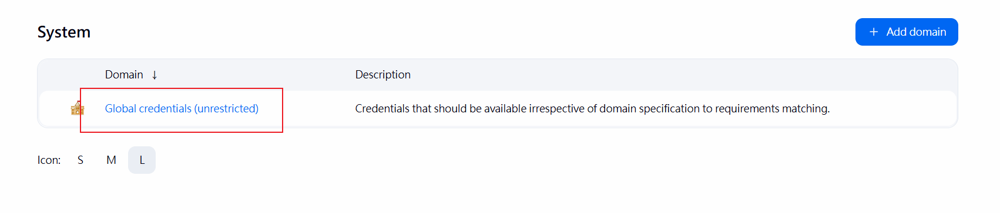 System
+ Add domain
Domain ↓ Description
Global credentials (unrestricted) Credentials that should be available irrespective of domain specification to requirements matching.
Icon: S M L